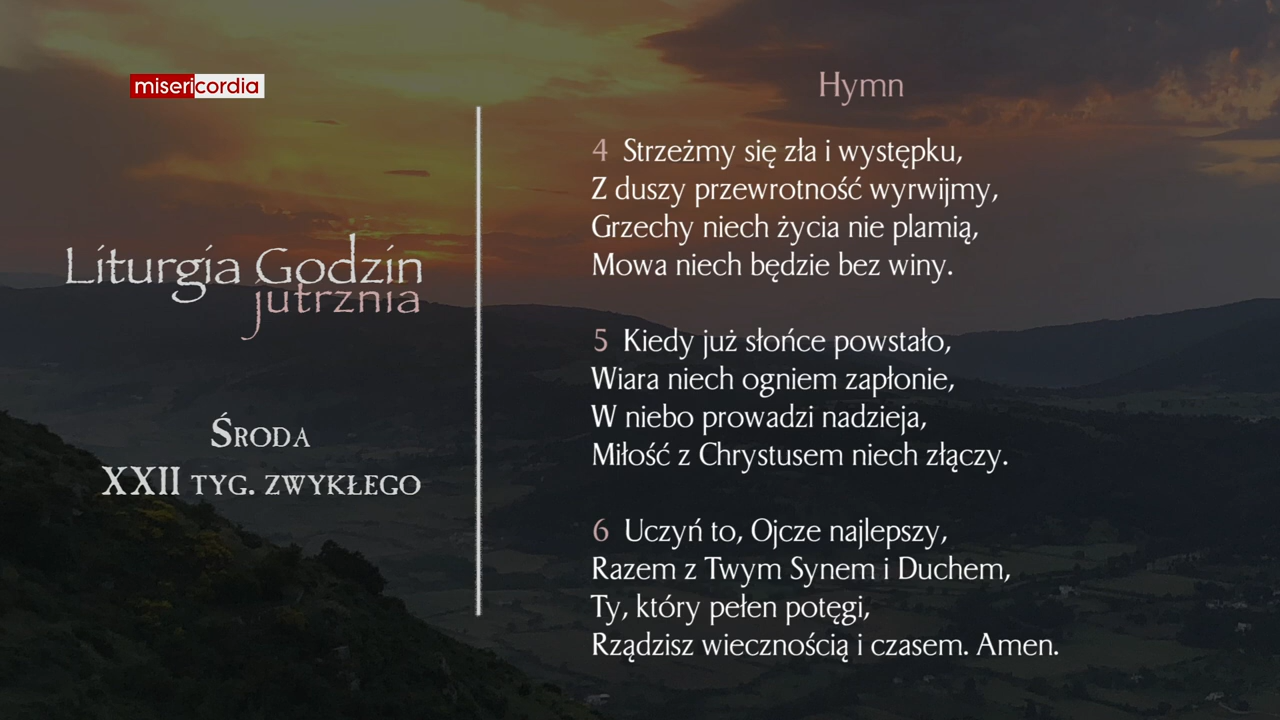 misericordia
Liturgia Godzin
jutrznia
Środa
XXII tyg. zwykłego
Hymn
4 Strzeżmy się zła i występku,
Z duszy przewrotność wyrwijmy,
Grzechy niech życia nie plamią,
Mowa niech będzie bez winy.
5 Kiedy już słońce powstało,
Wiara niech ogniem zapłonie,
W niebo prowadzi nadzieja,
Miłość z Chrystusem niech złączy.
6 Uczyń to, Ojcze najlepszy,
Razem z Twym Synem i Duchem,
Ty, który pełen potęgi,
Rządzisz wiecznością i czasem. Amen.